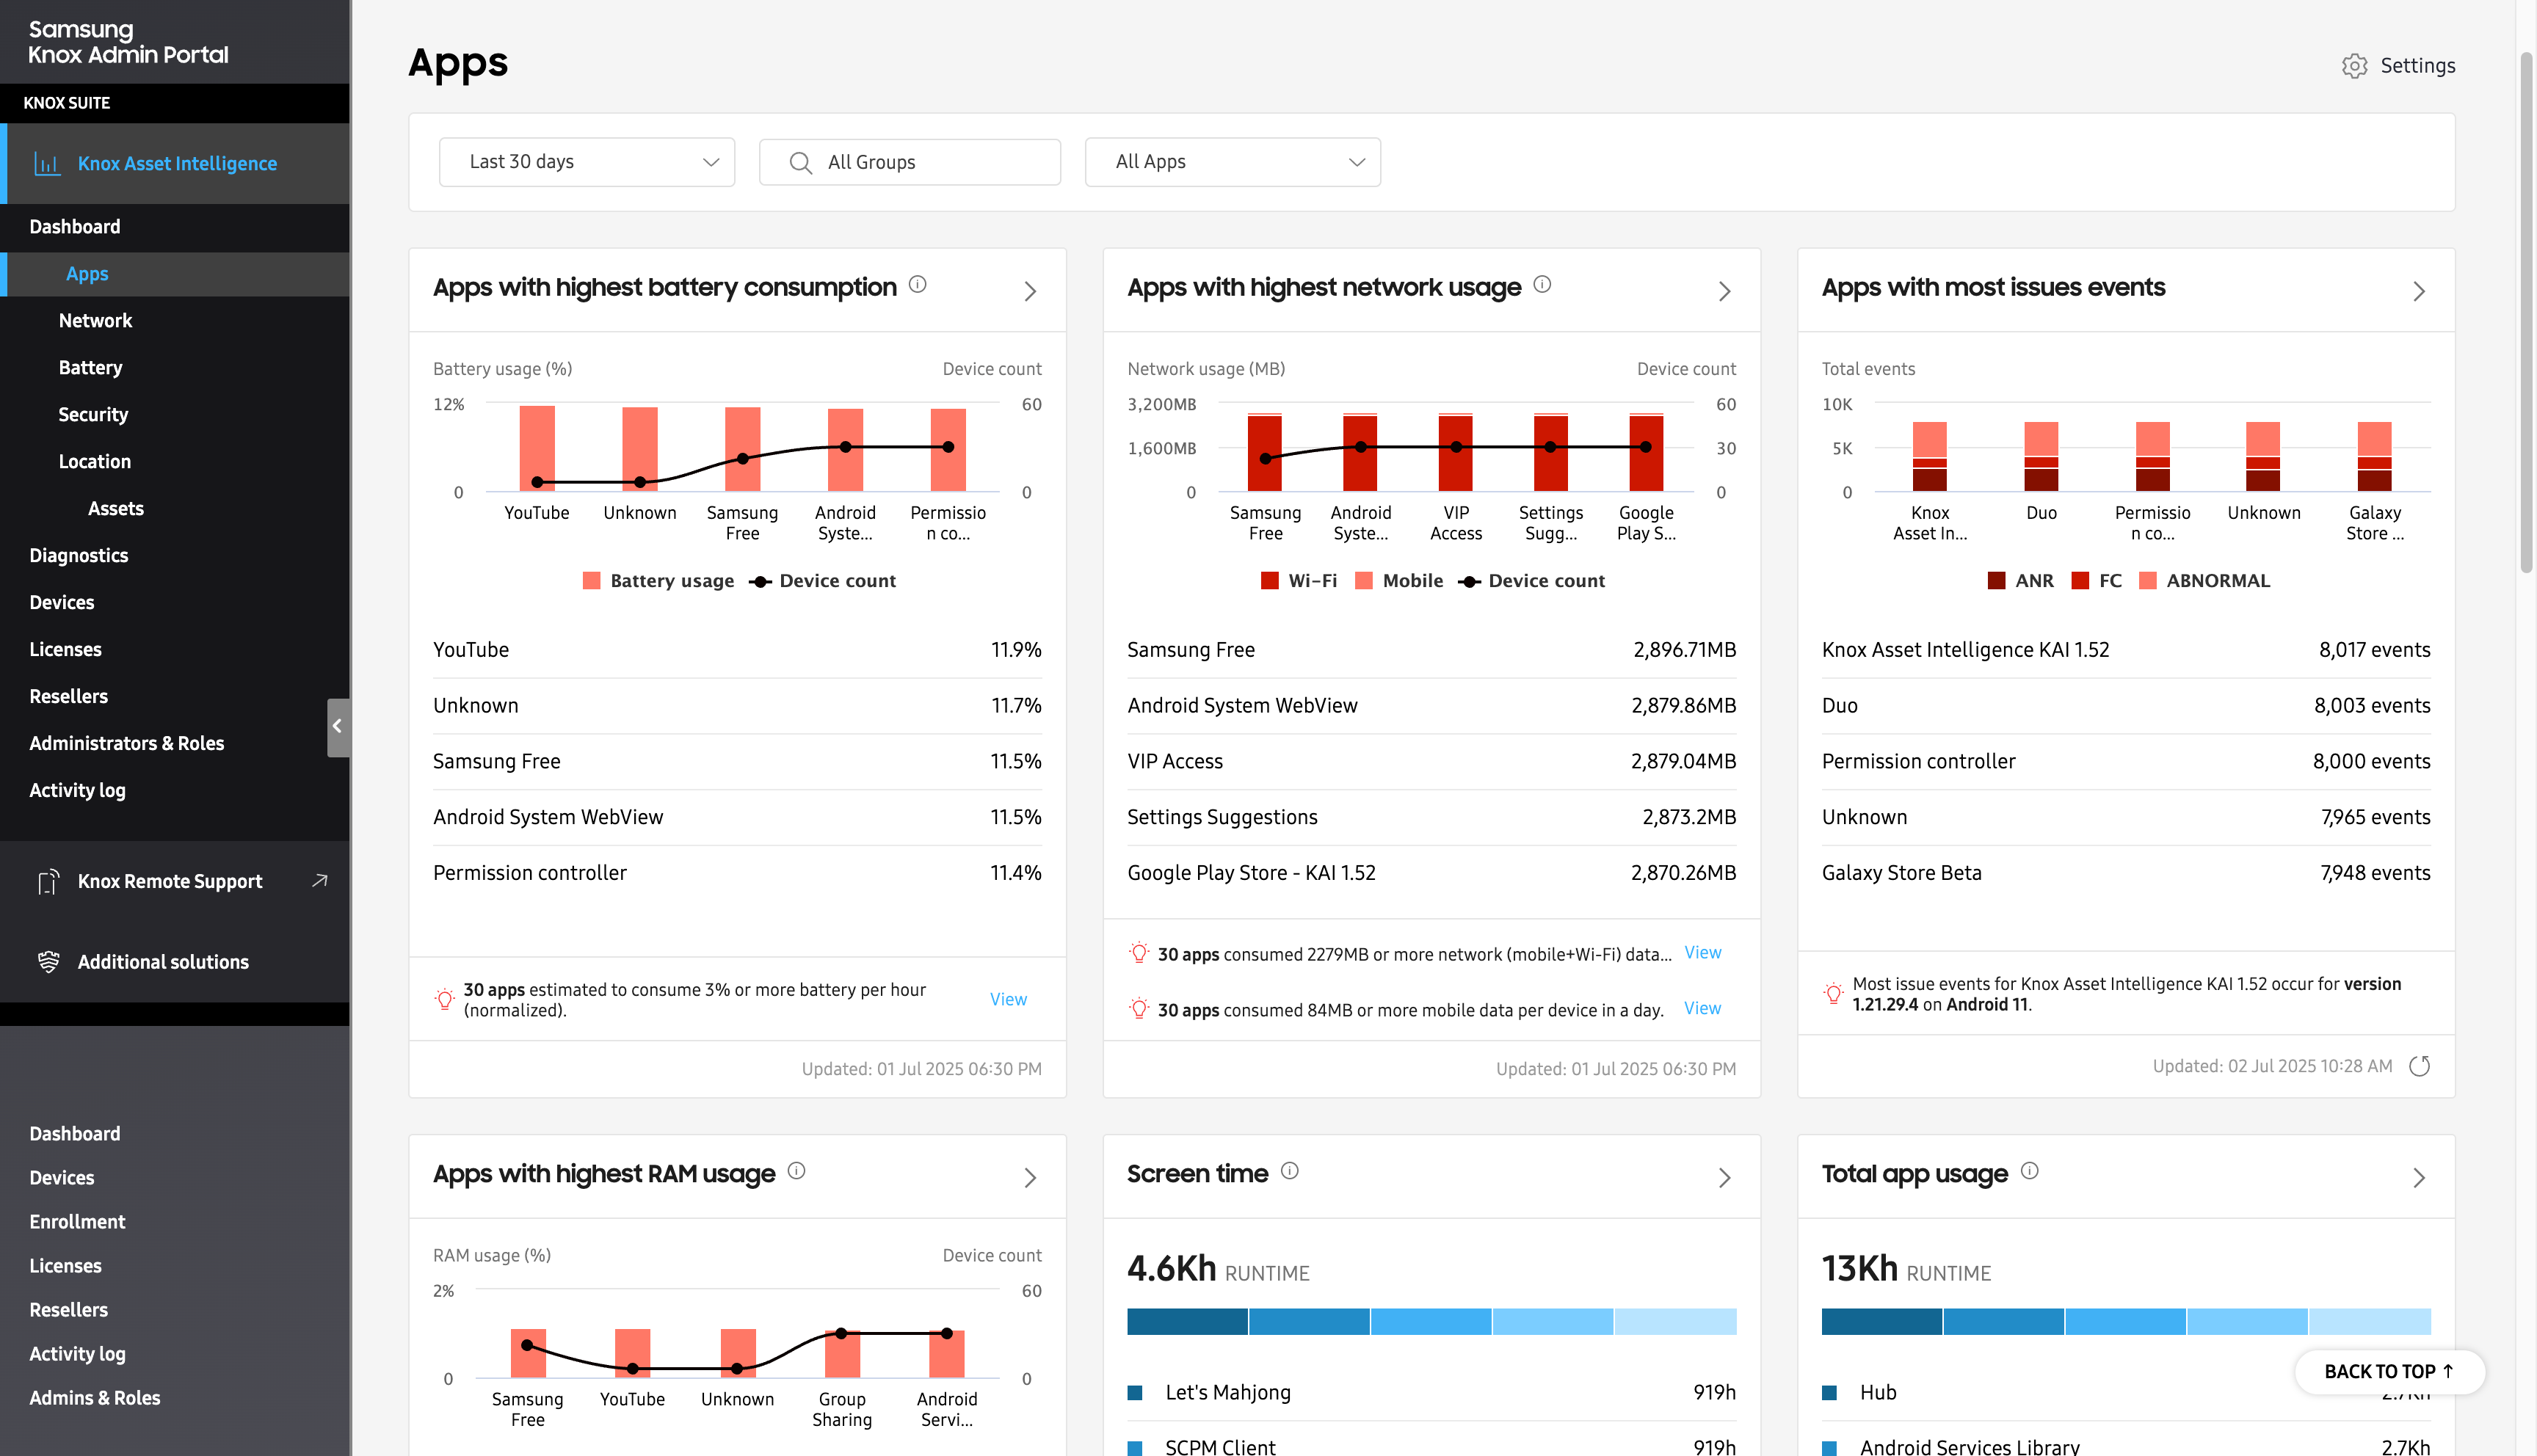 Samsung
Knox Admin Portal
KNOX SUITE
Knox Asset Intelligence
Dashboard
Apps
Network
Battery
Security
Location
Assets
Diagnostics
Devices
Licenses
Resellers
Administrators & Roles
Activity log
Knox Remote Support
Additional solutions
Dashboard
Devices
Enrollment
Licenses
Resellers
Activity log
Admins & Roles
Apps
Settings
Last 30 days
All Groups
All Apps
Apps with highest battery consumption
Battery usage (%)
Device count
12%
60
0
0
YouTube
Unknown
Samsung
Free
Android
Syste...
Permissio
n co...
Battery usage
Device count
YouTube 11.9%
Unknown 11.7%
Samsung Free 11.5%
Android System WebView 11.5%
Permission controller 11.4%
30 apps estimated to consume 3% or more battery per hour
(normalized).
View
Updated: 01 Jul 2025 06:30 PM
Apps with highest network usage
Network usage (MB)
Device count
3,200MB
60
1,600MB
30
0
0
Samsung
Free
Android
Syste...
VIP
Access
Settings
Sugg...
Google
Play S...
Wi-Fi
Mobile
Device count
Samsung Free 2,896.71MB
Android System WebView 2,879.86MB
VIP Access 2,879.04MB
Settings Suggestions 2,873.2MB
Google Play Store - KAI 1.52 2,870.26MB
30 apps consumed 2279MB or more network (mobile+Wi-Fi) data... View
30 apps consumed 84MB or more mobile data per device in a day. View
Updated: 01 Jul 2025 06:30 PM
Apps with most issues events
Total events
10K
5K
0
Knox
Asset In...
Duo
Permissio
n co...
Unknown
Galaxy
Store ...
ANR
FC
ABNORMAL
Knox Asset Intelligence KAI 1.52 8,017 events
Duo 8,003 events
Permission controller 8,000 events
Unknown 7,965 events
Galaxy Store Beta 7,948 events
Most issue events for Knox Asset Intelligence KAI 1.52 occur for version
1.21.29.4 on Android 11.
Updated: 02 Jul 2025 10:28 AM
Apps with highest RAM usage
RAM usage (%)
Device count
2%
60
0
0
Samsung
Free
YouTube
Unknown
Group
Sharing
Android
Servi...
Screen time
4.6Kh RUNTIME
Let's Mahjong 919h
SCPM Client 919h
Total app usage
13Kh RUNTIME
Hub
Android Services Library 2.7Kh
BACK TO TOP ↑